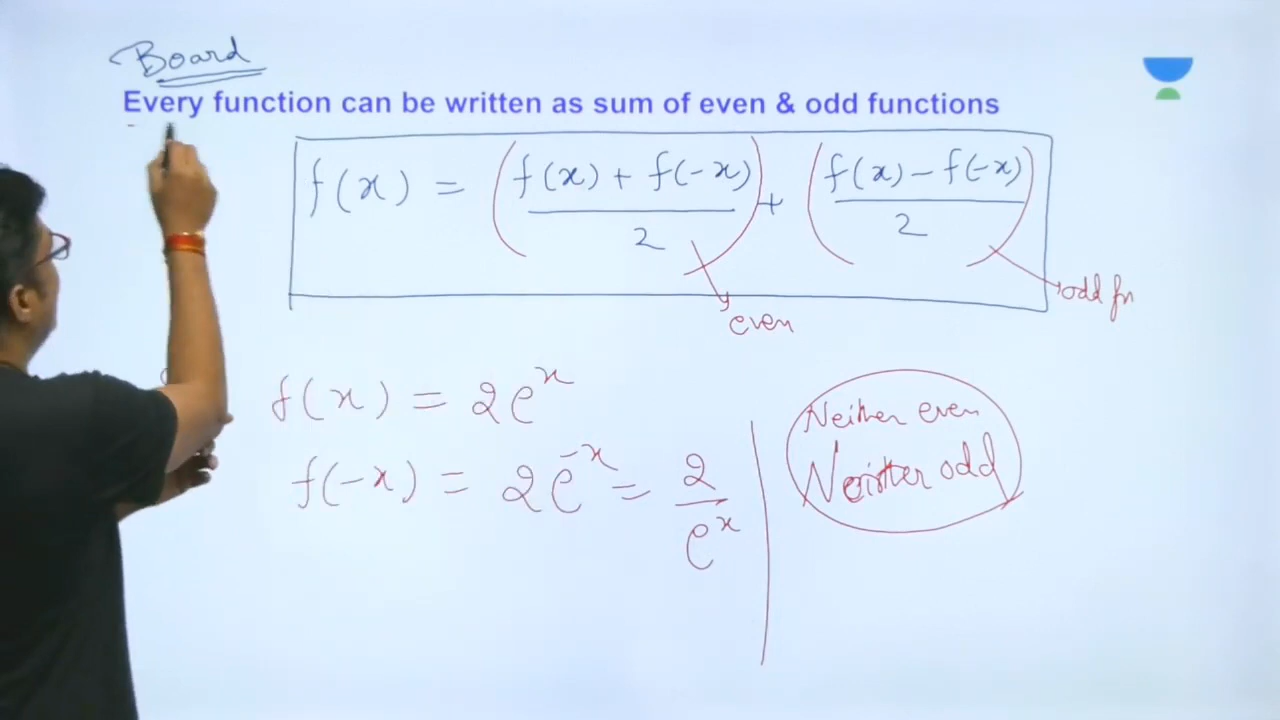 Board
Every function can be written as sum of even & odd functions
f(x) = (f(x) + f(-x) / 2) + (f(x) - f(-x) / 2)
even
odd fn
f(x) = 2e^x
f(-x) = 2e^-x = 2 / e^x
Neither even
Neither odd